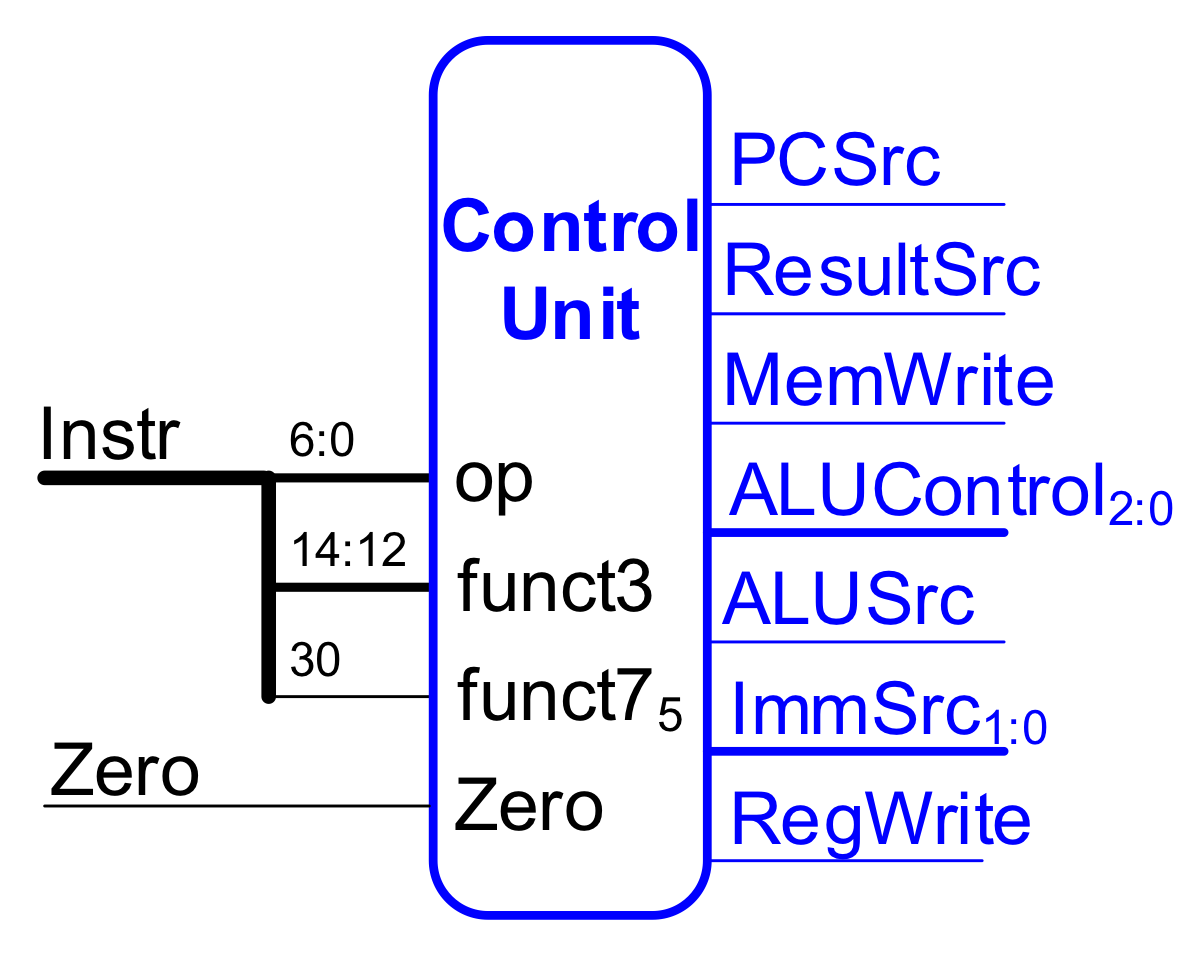 Control
Unit
Instr
6:0
op
14:12
funct3
30
funct7₅
Zero
Zero
PCSrc
ResultSrc
MemWrite
ALUControl₂:₀
ALUSrc
ImmSrc₁:₀
RegWrite